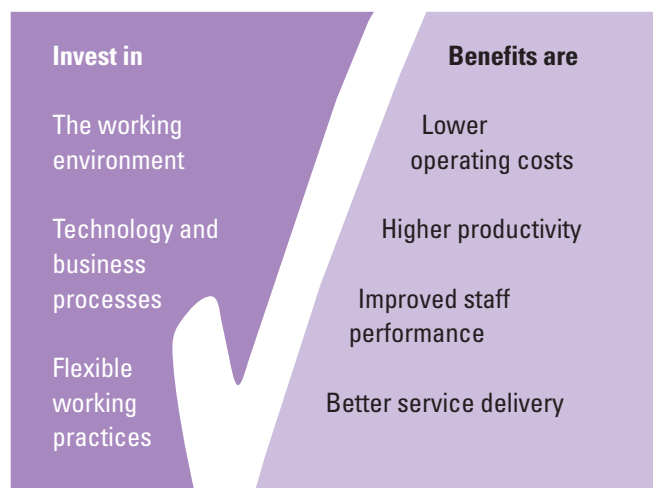 Invest in
The working
environment
Technology and
business
processes
Flexible
working
practices
Benefits are
Lower
operating costs
Higher productivity
Improved staff
performance
Better service delivery